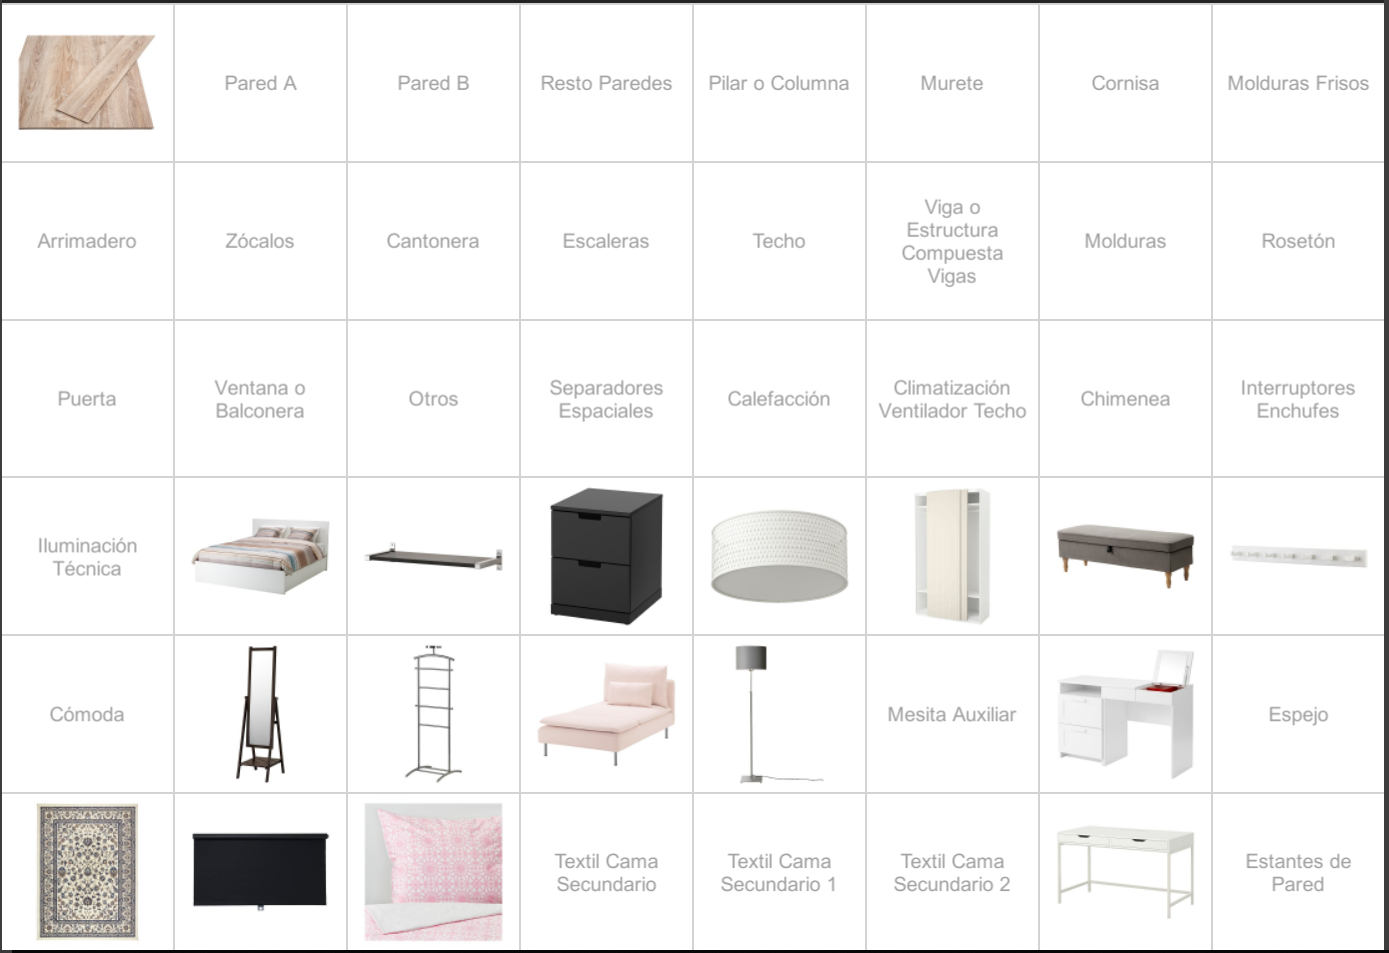 Pared A
Pared B
Resto Paredes
Pilar o Columna
Murete
Cornisa
Molduras Frisos
Arrimadero
Zócalos
Cantonera
Escaleras
Techo
Viga o
Estructura
Compuesta
Vigas
Molduras
Rosetón
Puerta
Ventana o
Balconera
Otros
Separadores
Espaciales
Calefacción
Climatización
Ventilador Techo
Chimenea
Interruptores
Enchufes
Iluminación
Técnica
Cómoda
Mesita Auxiliar
Espejo
Textil Cama
Secundario
Textil Cama
Secundario 1
Textil Cama
Secundario 2
Estantes de
Pared